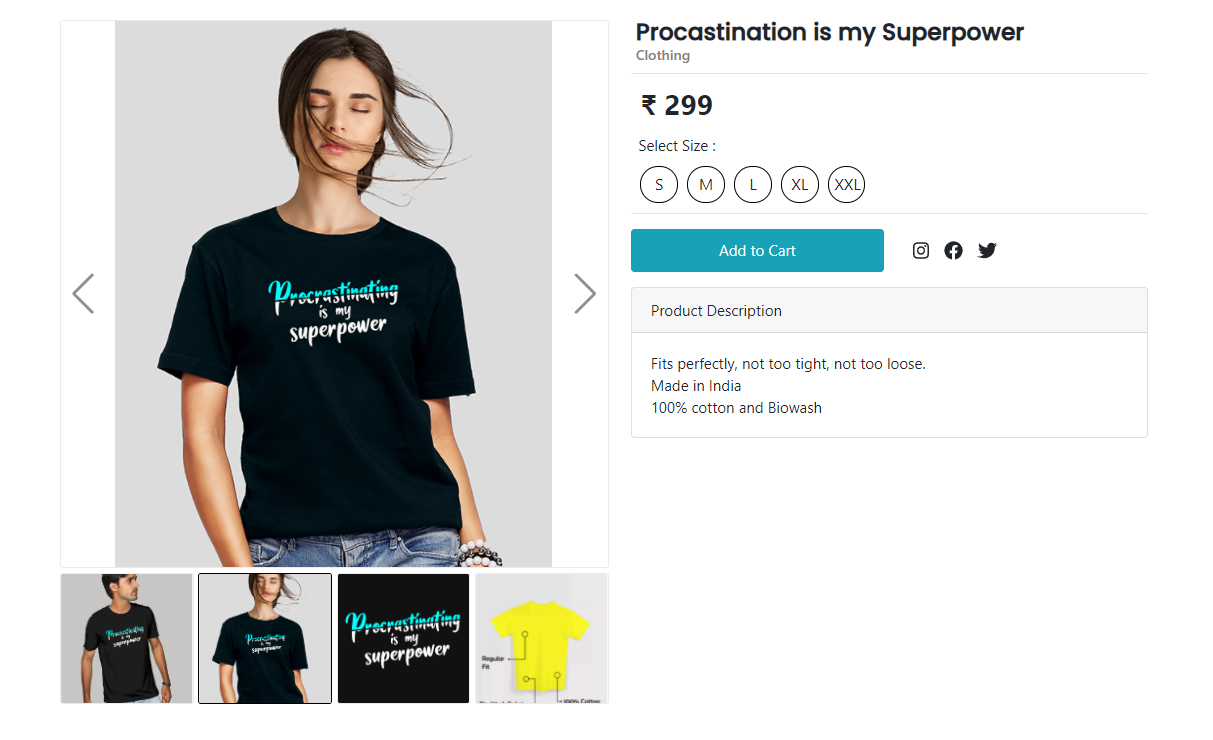 Procastination is my Superpower
Clothing
₹ 299
Select Size :
S M L XL XXL
Add to Cart
Product Description
Fits perfectly, not too tight, not too loose.
Made in India
100% cotton and Biowash
Procrastinating
is my
superpower
Procrastinating
is my
superpower
Procrastinating
is my
superpower
Procrastinating
is my
superpower
Regular
Fit
100% Cotton